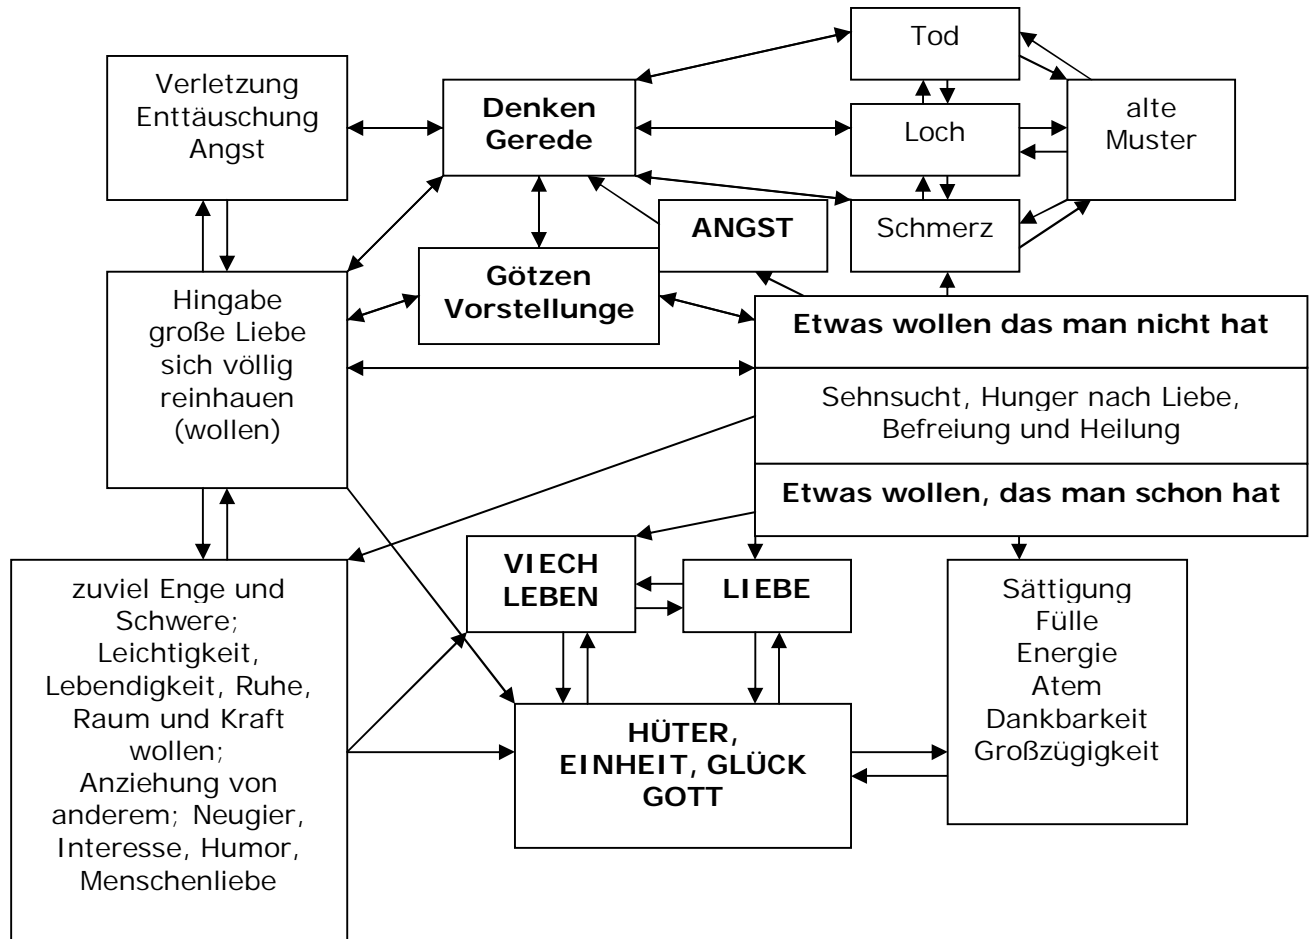 Tod
Verletzung
Enttäuschung
Angst
Denken
Gerede
Loch
alte
Muster
ANGST
Schmerz
Götzen
Vorstellunge
Hingabe
große Liebe
sich völlig
reinhauen
(wollen)
Etwas wollen das man nicht hat
Sehnsucht, Hunger nach Liebe,
Befreiung und Heilung
Etwas wollen, das man schon hat
VIECH
LEBEN
LIEBE
zuviel Enge und
Schwere;
Leichtigkeit,
Lebendigkeit, Ruhe,
Raum und Kraft
wollen;
Anziehung von
anderem; Neugier,
Interesse, Humor,
Menschenliebe
HÜTER,
EINHEIT, GLÜCK
GOTT
Sättigung
Fülle
Energie
Atem
Dankbarkeit
Großzügigkeit